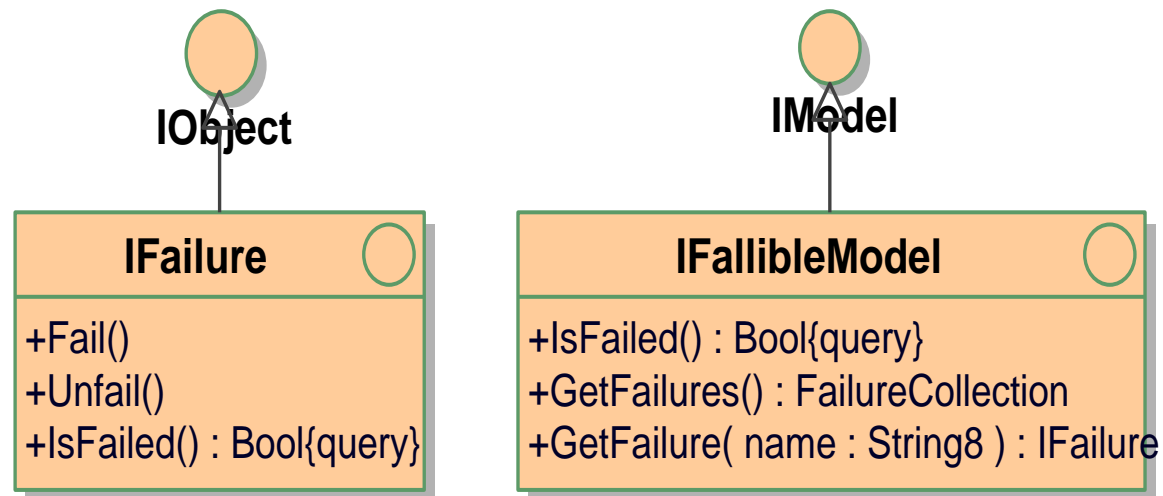 IObject
IFailure
+Fail()
+Unfail()
+IsFailed() : Bool{query}
IModel
IFallibleModel
+IsFailed() : Bool{query}
+GetFailures() : FailureCollection
+GetFailure( name : String8 ) : IFailure